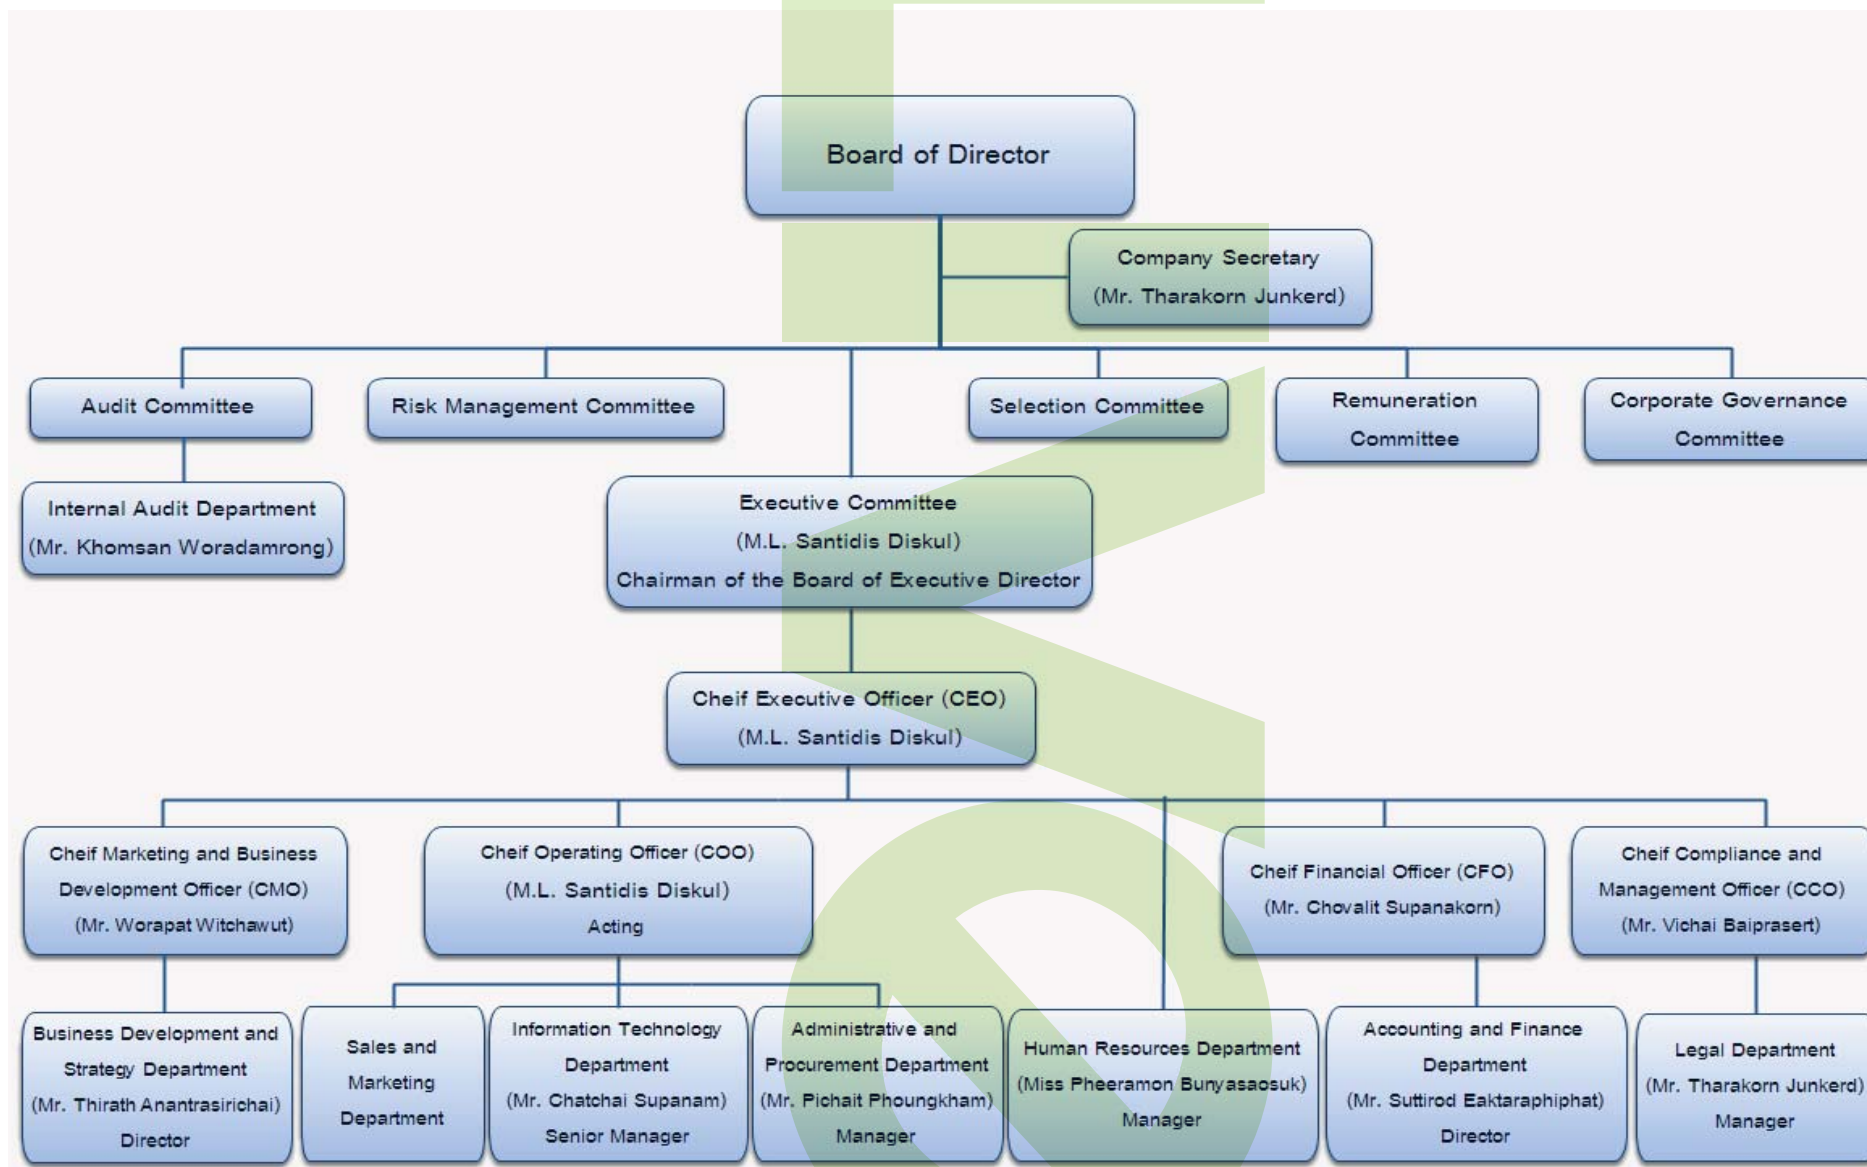 Board of Director
Company Secretary
(Mr. Tharakorn Junkerd)
Audit Committee
Risk Management Committee
Selection Committee
Remuneration
Committee
Corporate Governance
Committee
Internal Audit Department
(Mr. Khomsan Woradamrong)
Executive Committee
(M.L. Santidis Diskul)
Chairman of the Board of Executive Director
Cheif Executive Officer (CEO)
(M.L. Santidis Diskul)
Cheif Marketing and Business
Development Officer (CMO)
(Mr. Worapat Witchawut)
Cheif Operating Officer (COO)
(M.L. Santidis Diskul)
Acting
Cheif Financial Officer (CFO)
(Mr. Chovalit Supanakorn)
Cheif Compliance and
Management Officer (CCO)
(Mr. Vichai Baiprasert)
Business Development and
Strategy Department
(Mr. Thirath Anantrasirichai)
Director
Sales and
Marketing
Department
Information Technology
Department
(Mr. Chatchai Supanam)
Senior Manager
Administrative and
Procurement Department
(Mr. Pichait Phoungkham)
Manager
Human Resources Department
(Miss Pheeramon Bunyasaosuk)
Manager
Accounting and Finance
Department
(Mr. Suttirod Eaktaraphiphat)
Director
Legal Department
(Mr. Tharakorn Junkerd)
Manager